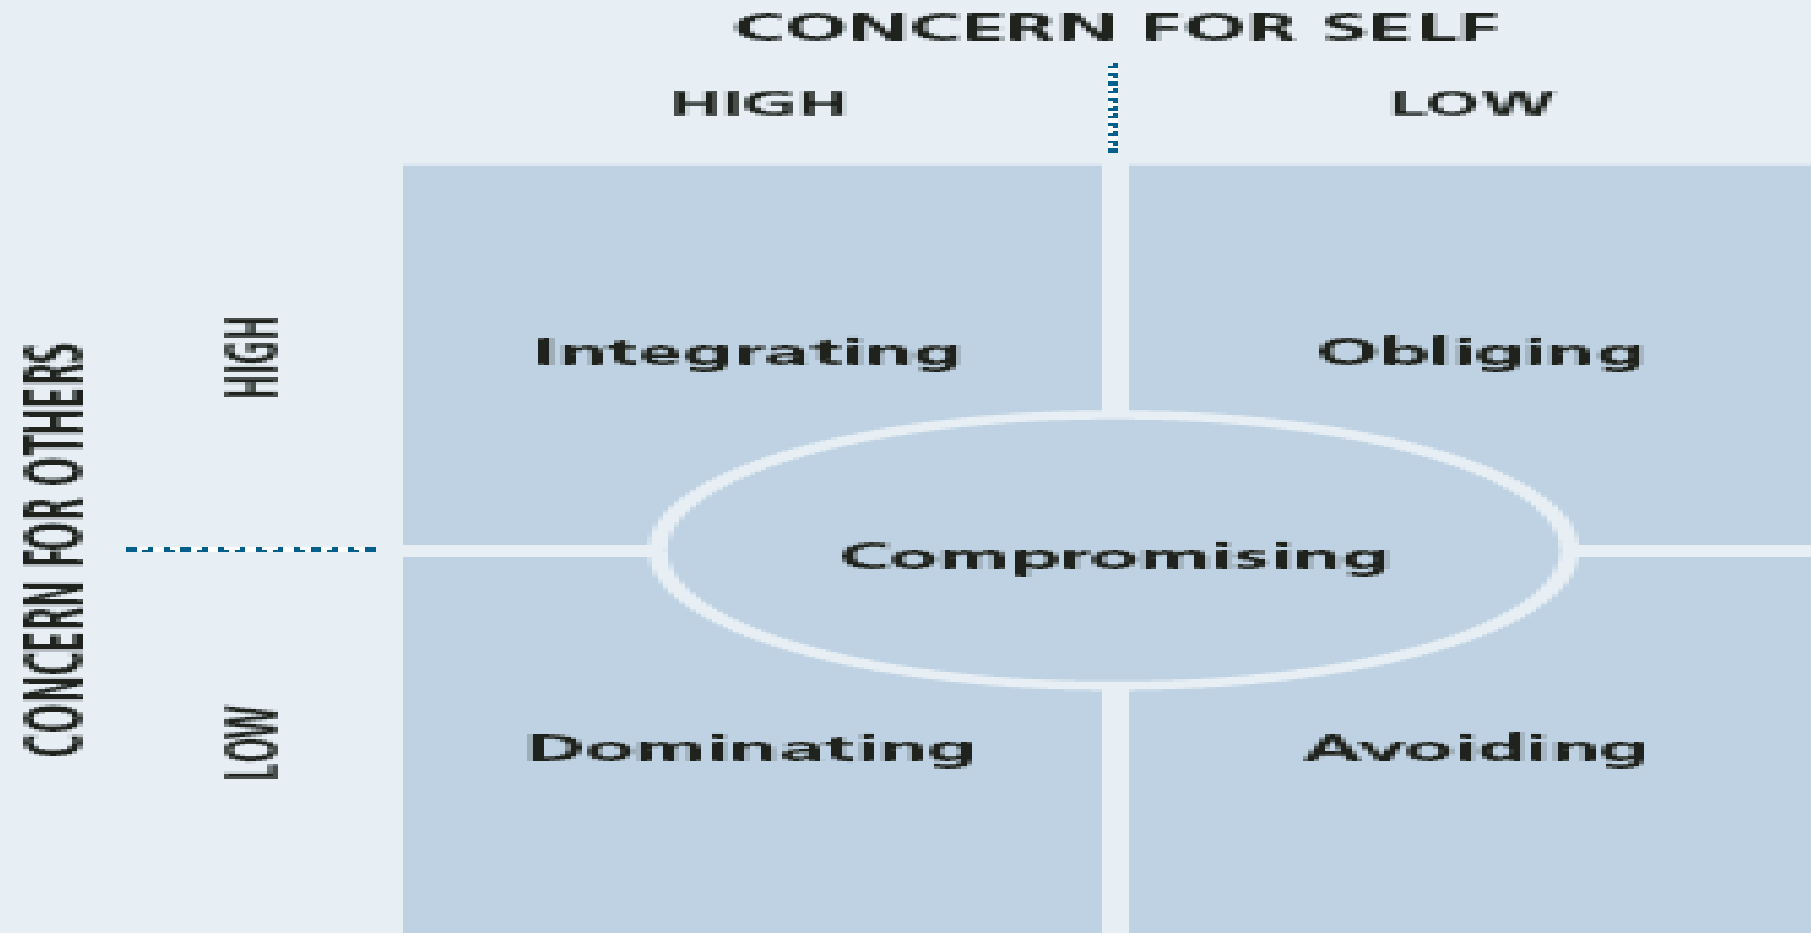 CONCERN FOR SELF
HIGH
LOW
CONCERN FOR OTHERS
HIGH
Integrating
Obliging
Compromising
LOW
Dominating
Avoiding